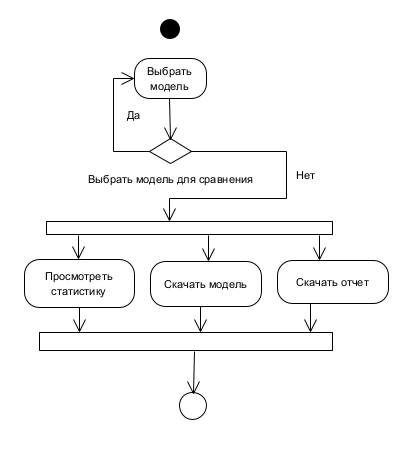 Выбрать
модель
Да
Выбрать модель для сравнения
Нет
Просмотреть
статистику
Скачать модель
Скачать отчет